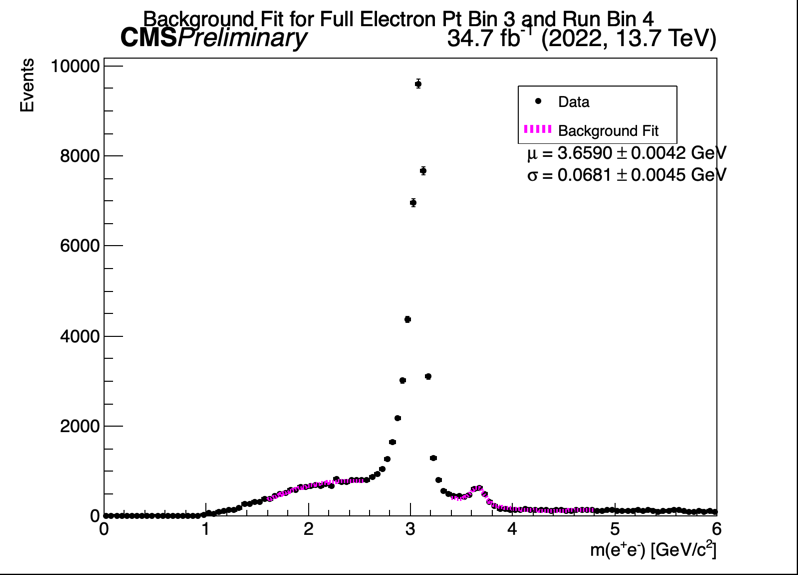 Background Fit for Full Electron Pt Bin 3 and Run Bin 4
CMSPreliminary 34.7 fb⁻¹ (2022, 13.7 TeV)
Events
10000
8000
6000
4000
2000
0
Data
Background Fit
μ = 3.6590 ± 0.0042 GeV
σ = 0.0681 ± 0.0045 GeV
0 1 2 3 4 5 6
m(e⁺e⁻) [GeV/c²]